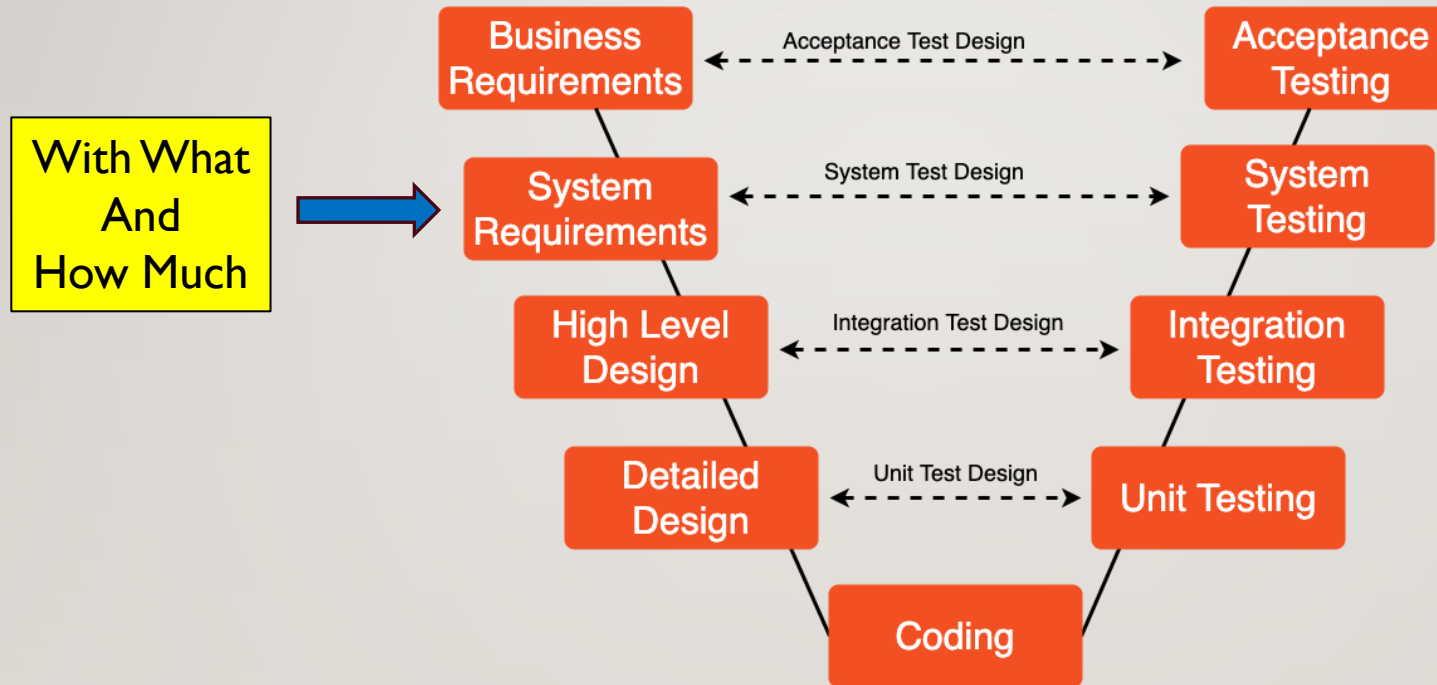 Business
Requirements
Acceptance Test Design
Acceptance
Testing
With What
And
How Much
System
Requirements
System Test Design
System
Testing
High Level
Design
Integration Test Design
Integration
Testing
Detailed
Design
Unit Test Design
Unit Testing
Coding